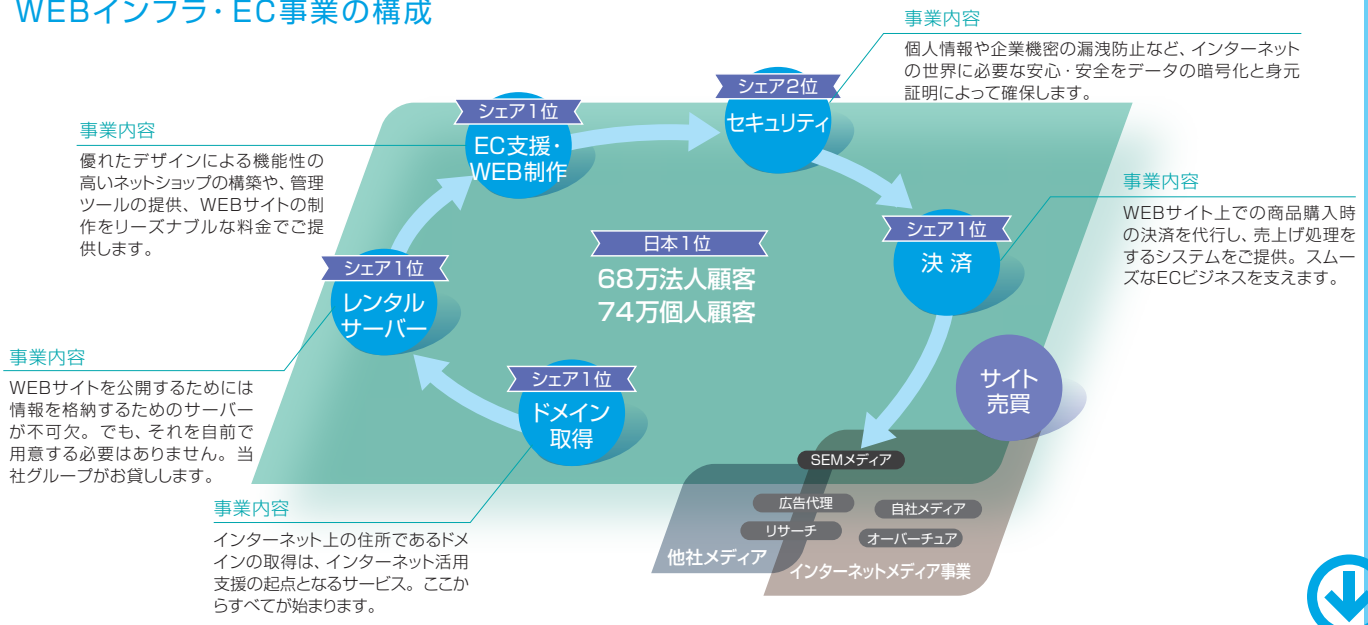 WEBインフラ・EC事業の構成
事業内容
個人情報や企業機密の漏洩防止など、インターネット
の世界に必要な安心・安全をデータの暗号化と身元
証明によって確保します。
シェア2位
セキュリティ
シェア1位
EC支援・
WEB制作
事業内容
優れたデザインによる機能性の
高いネットショップの構築や、管理
ツールの提供、WEBサイトの制
作をリーズナブルな料金でご提
供します。
事業内容
WEBサイト上での商品購入時
の決済を代行し、売上げ処理を
するシステムをご提供。スムー
ズなECビジネスを支えます。
シェア1位
決 済
日本1位
68万法人顧客
74万個人顧客
シェア1位
レンタル
サーバー
事業内容
WEBサイトを公開するためには
情報を格納するためのサーバー
が不可欠。でも、それを自前で
用意する必要はありません。当
社グループがお貸しします。
シェア1位
ドメイン
取得
サイト
売買
事業内容
インターネット上の住所であるドメ
インの取得は、インターネット活用
支援の起点となるサービス。ここか
らすべてが始まります。
SEMメディア
広告代理
自社メディア
リサーチ
オーバーチュア
他社メディア
インターネットメディア事業